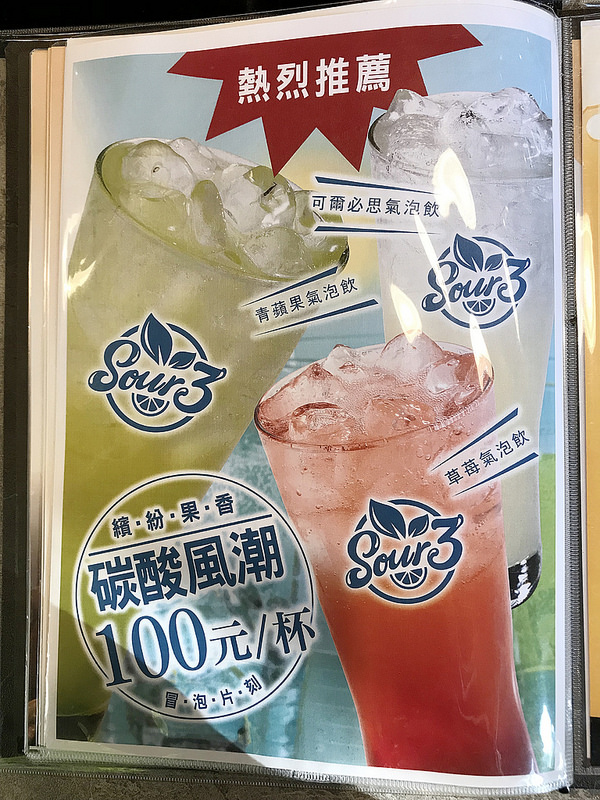 熱烈推薦
可爾必思氣泡飲
Sour3
青蘋果氣泡飲
Sour3
草莓氣泡飲
Sour3
繽·紛·果·香
碳酸風潮
100元/杯
冒·泡·片·刻